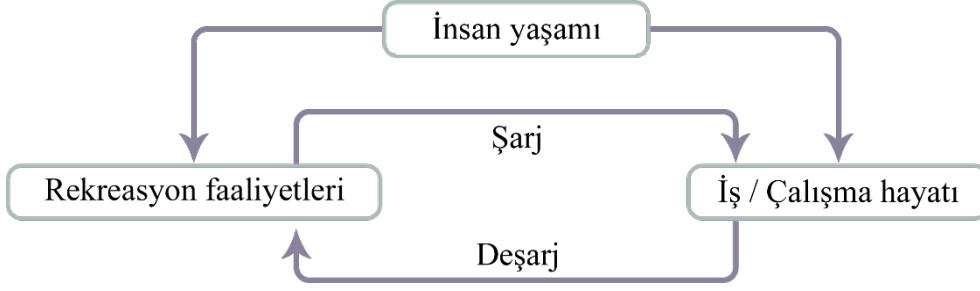 İnsan yaşamı
Şarj
Rekreasyon faaliyetleri
İş / Çalışma hayatı
Deşarj